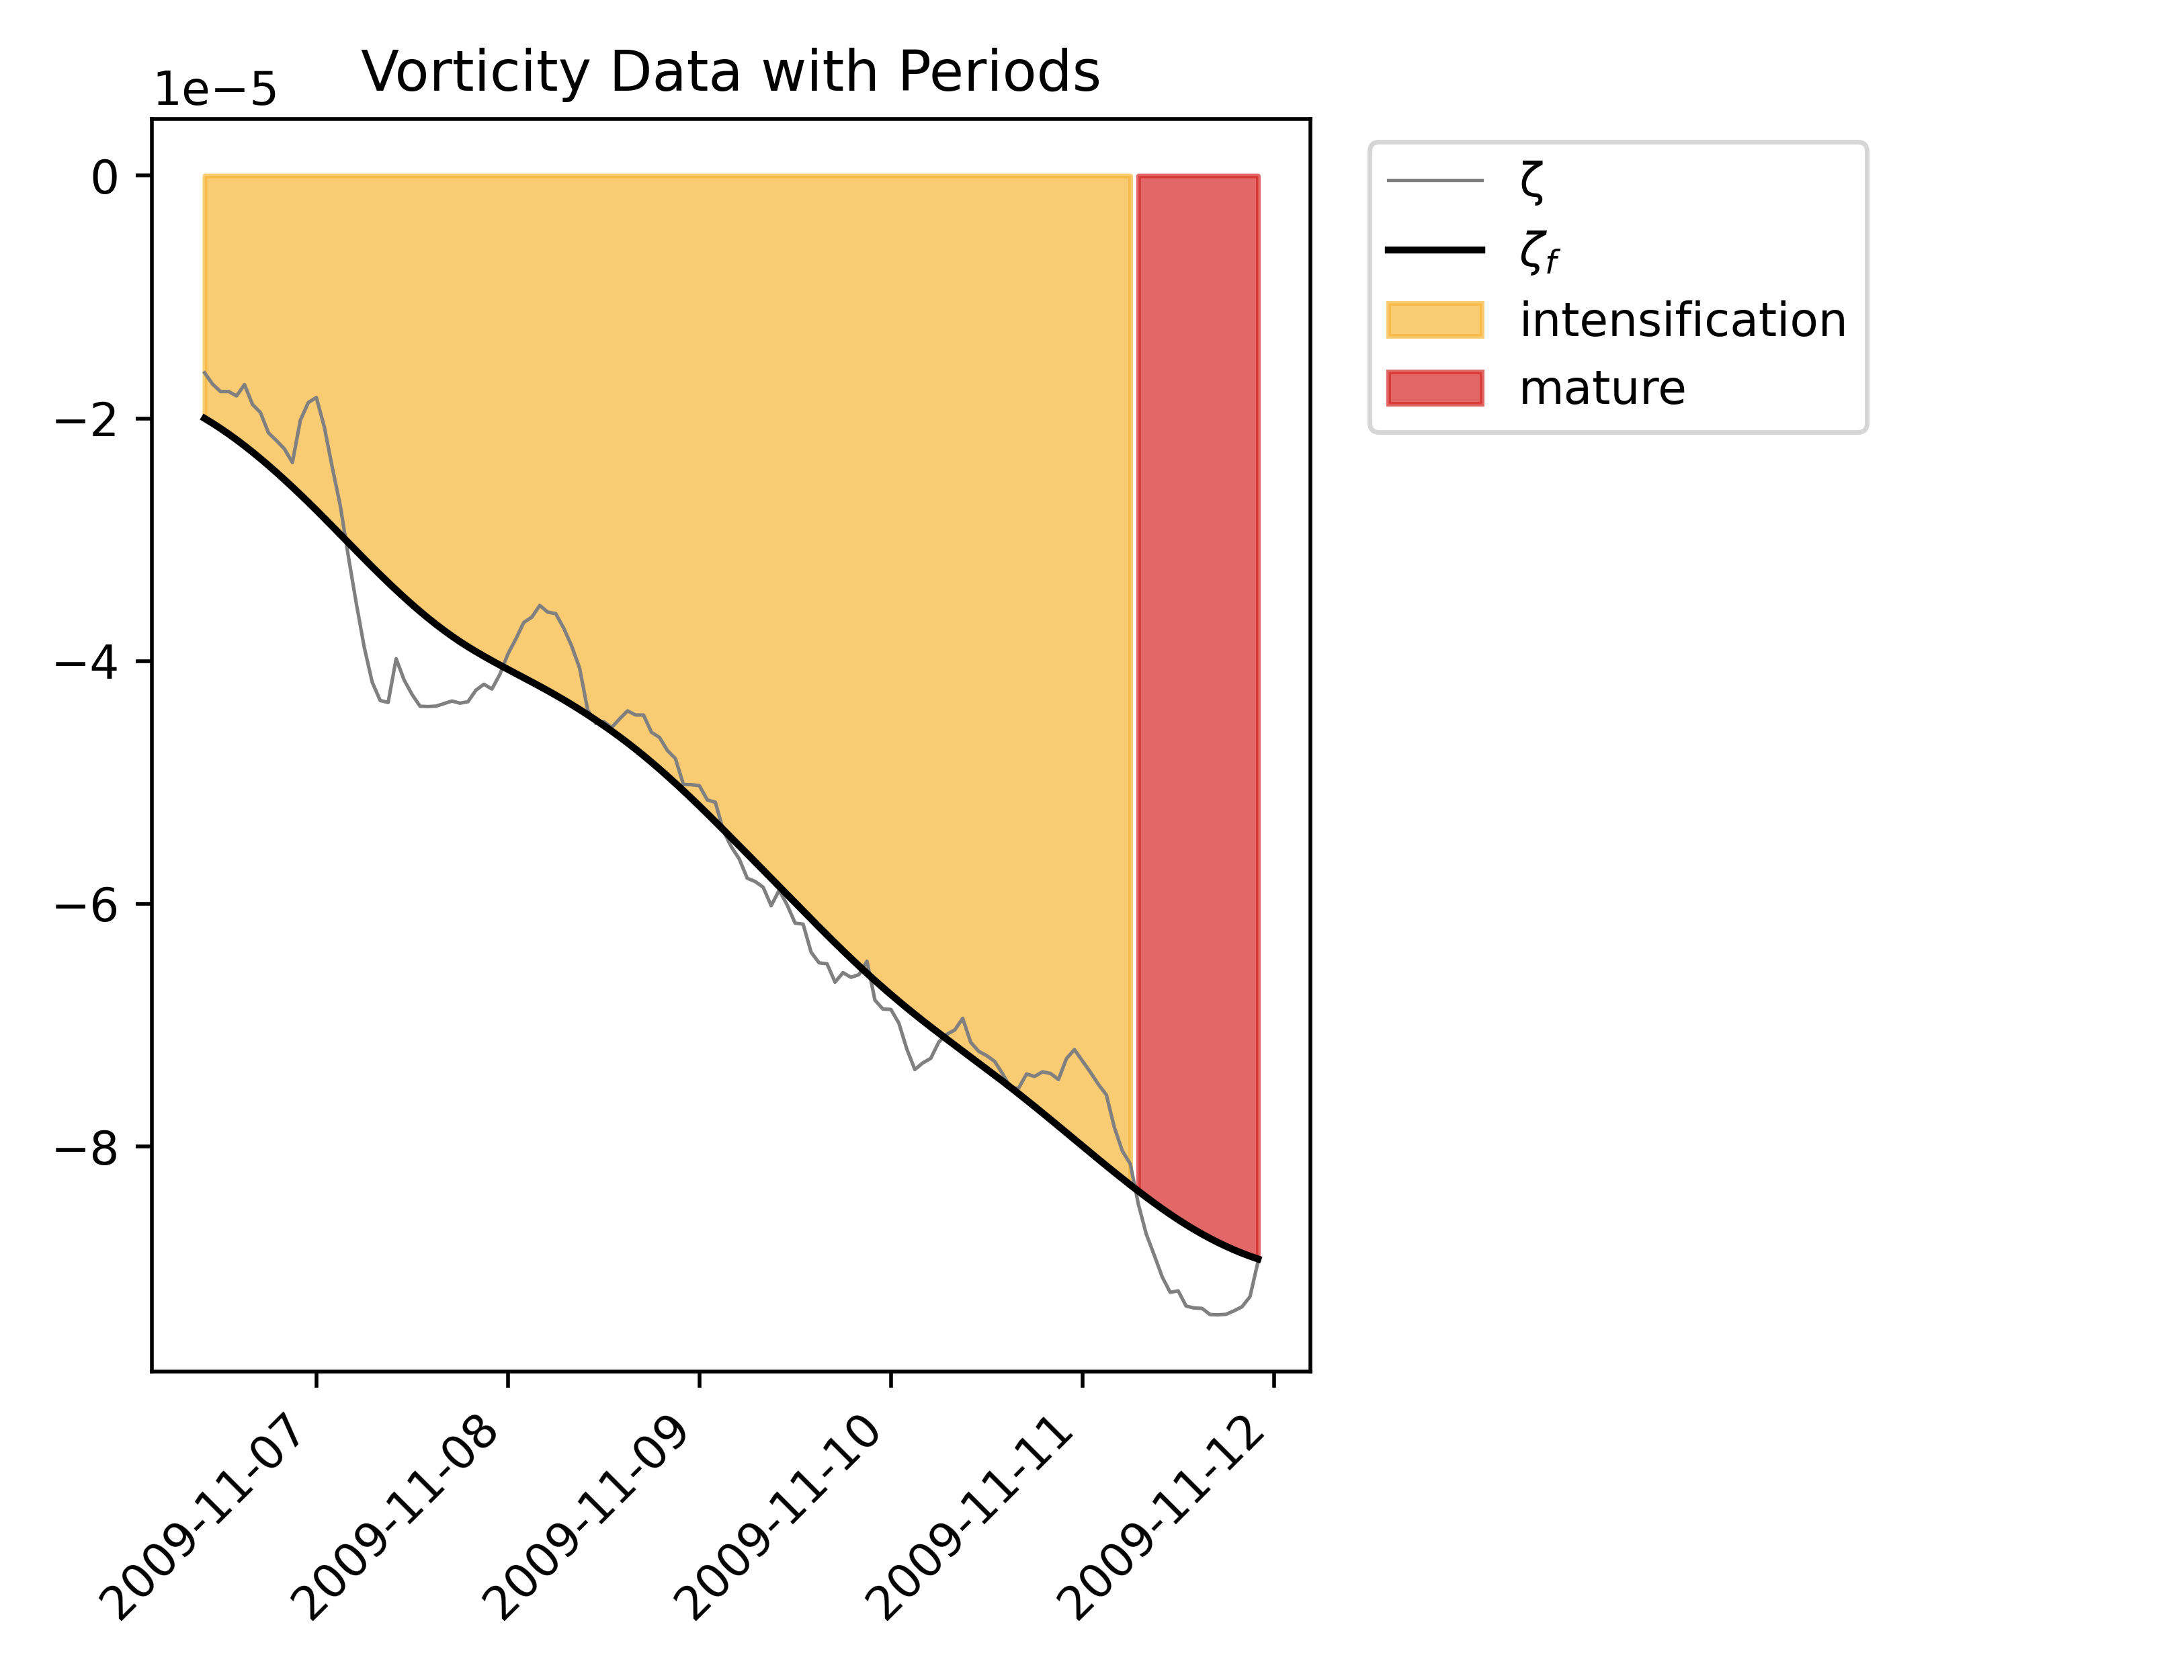 Vorticity Data with Periods
1e−5
0
−2
−4
−6
−8
2009-11-07
2009-11-08
2009-11-09
2009-11-10
2009-11-11
2009-11-12
ζ
ζf
intensification
mature